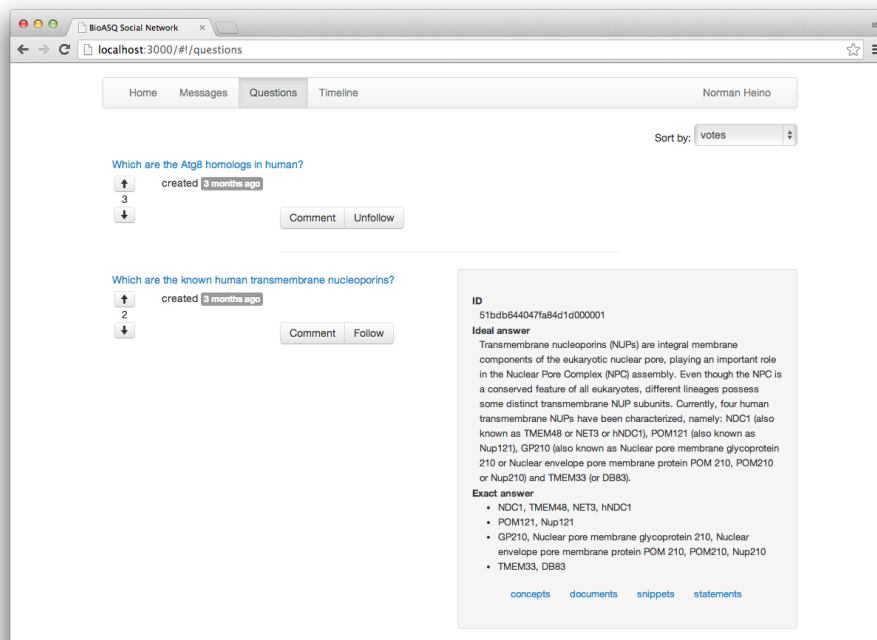 BioASQ Social Network
localhost:3000/#!/questions
Home Messages Questions Timeline Norman Heino
Sort by: votes
Which are the Atg8 homologs in human?
created 3 months ago
3
Comment Unfollow
Which are the known human transmembrane nucleoporins?
created 3 months ago
2
Comment Follow
ID
51bdb644047fa84d1d000001
Ideal answer
Transmembrane nucleoporins (NUPs) are integral membrane
components of the eukaryotic nuclear pore, playing an important role
in the Nuclear Pore Complex (NPC) assembly. Even though the NPC is
a conserved feature of all eukaryotes, different lineages possess
some distinct transmembrane NUP subunits. Currently, four human
transmembrane NUPs have been characterized, namely: NDC1 (also
known as TMEM48 or NET3 or hNDC1), POM121 (also known as
Nup121), GP210 (also known as Nuclear pore membrane glycoprotein
210 or Nuclear envelope pore membrane protein POM 210, POM210
or Nup210) and TMEM33 (or DB83).
Exact answer
• NDC1, TMEM48, NET3, hNDC1
• POM121, Nup121
• GP210, Nuclear pore membrane glycoprotein 210, Nuclear
envelope pore membrane protein POM 210, POM210, Nup210
• TMEM33, DB83
concepts documents snippets statements